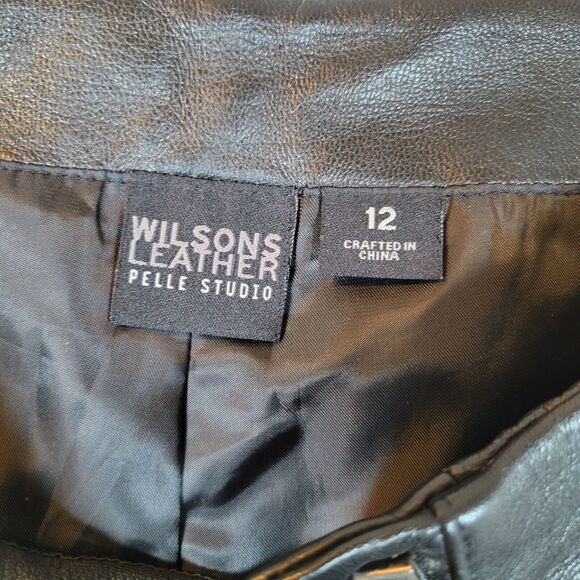 WILSONS
LEATHER
PELLE STUDIO
12
CRAFTED IN
CHINA